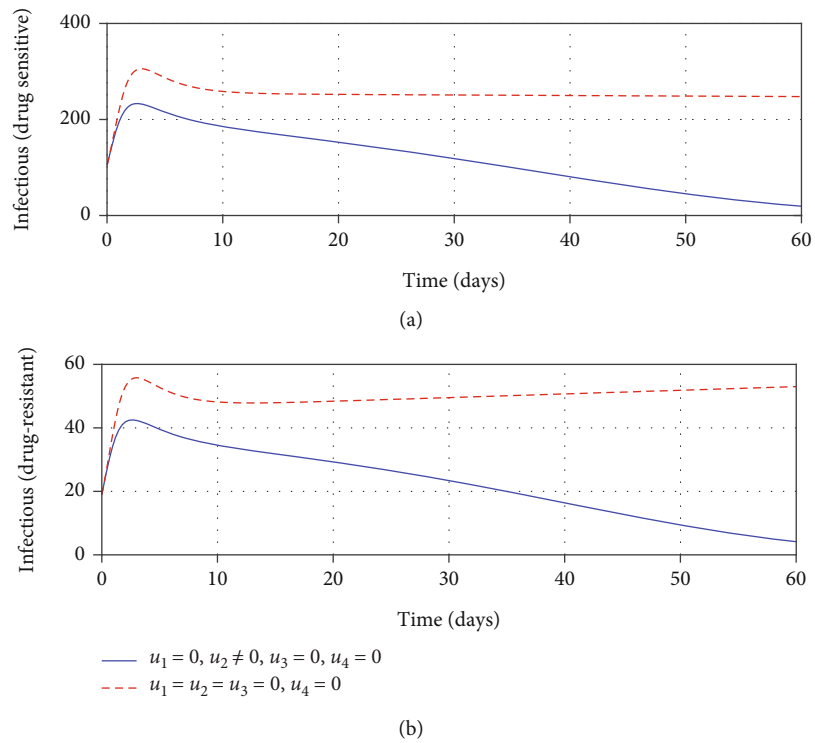 400
200
0
Infectious (drug sensitive)
0 10 20 30 40 50 60
Time (days)
(a)
60
40
20
0
Infectious (drug-resistant)
0 10 20 30 40 50 60
Time (days)
u1 = 0, u2 ≠ 0, u3 = 0, u4 = 0
u1 = u2 = u3 = 0, u4 = 0
(b)